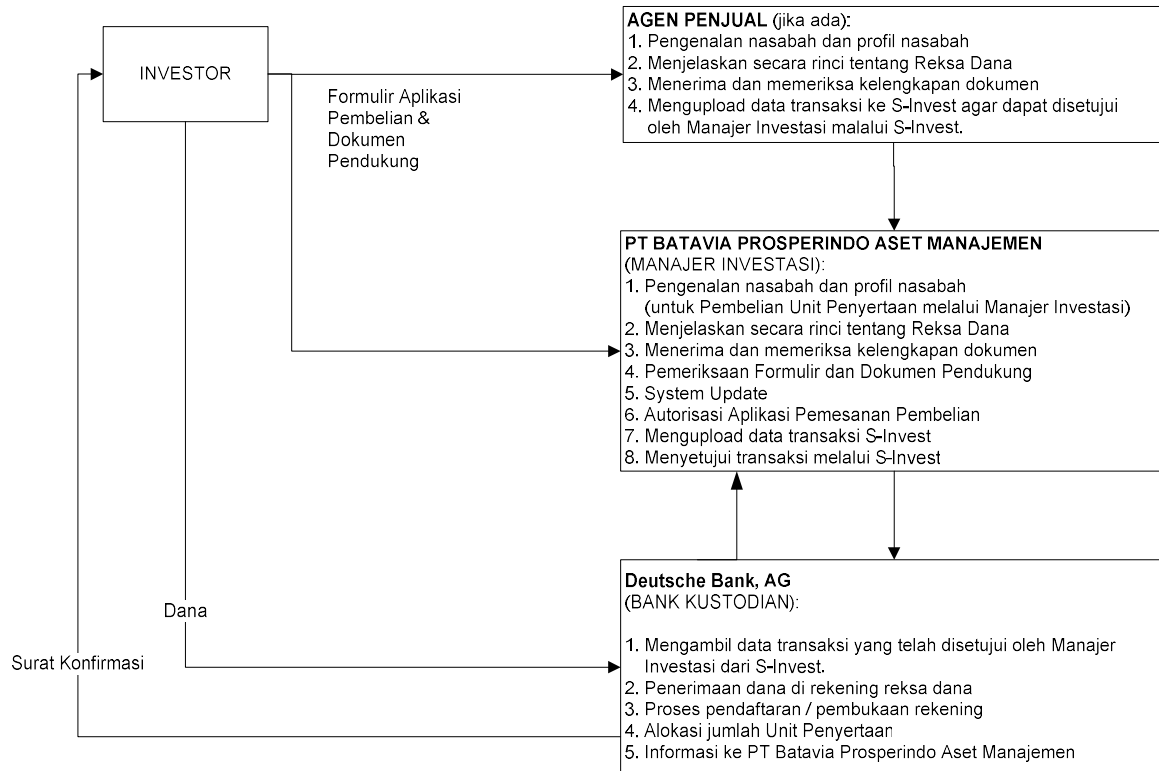 INVESTOR
Formulir Aplikasi
Pembelian &
Dokumen
Pendukung
AGEN PENJUAL (jika ada):
1. Pengenalan nasabah dan profil nasabah
2. Menjelaskan secara rinci tentang Reksa Dana
3. Menerima dan memeriksa kelengkapan dokumen
4. Mengupload data transaksi ke S-Invest agar dapat disetujui
oleh Manajer Investasi malalui S-Invest.
PT BATAVIA PROSPERINDO ASET MANAJEMEN
(MANAJER INVESTASI):
1. Pengenalan nasabah dan profil nasabah
(untuk Pembelian Unit Penyertaan melalui Manajer Investasi)
2. Menjelaskan secara rinci tentang Reksa Dana
3. Menerima dan memeriksa kelengkapan dokumen
4. Pemeriksaan Formulir dan Dokumen Pendukung
5. System Update
6. Autorisasi Aplikasi Pemesanan Pembelian
7. Mengupload data transaksi S-Invest
8. Menyetujui transaksi melalui S-Invest
Dana
Surat Konfirmasi
Deutsche Bank, AG
(BANK KUSTODIAN):
1. Mengambil data transaksi yang telah disetujui oleh Manajer
Investasi dari S-Invest.
2. Penerimaan dana di rekening reksa dana
3. Proses pendaftaran / pembukaan rekening
4. Alokasi jumlah Unit Penyertaan
5. Informasi ke PT Batavia Prosperindo Aset Manajemen